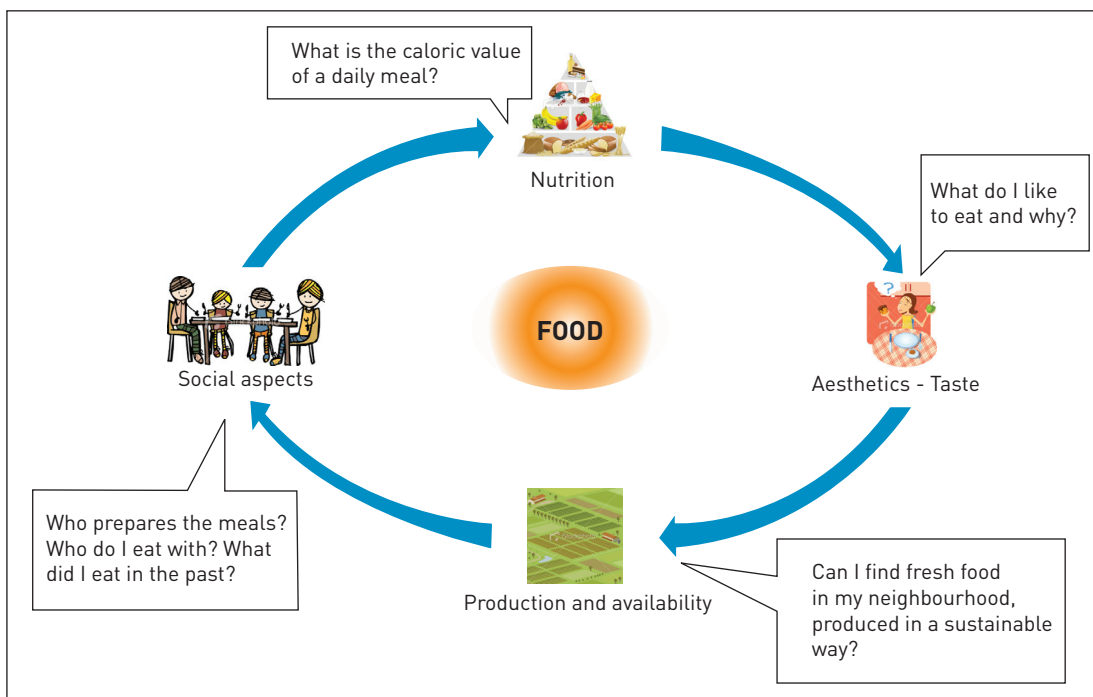 What is the caloric value
of a daily meal?
Nutrition
What do I like
to eat and why?
?
!!
FOOD
Social aspects
Aesthetics - Taste
Who prepares the meals?
Who do I eat with? What
did I eat in the past?
Production and availability
Can I find fresh food
in my neighbourhood,
produced in a sustainable
way?